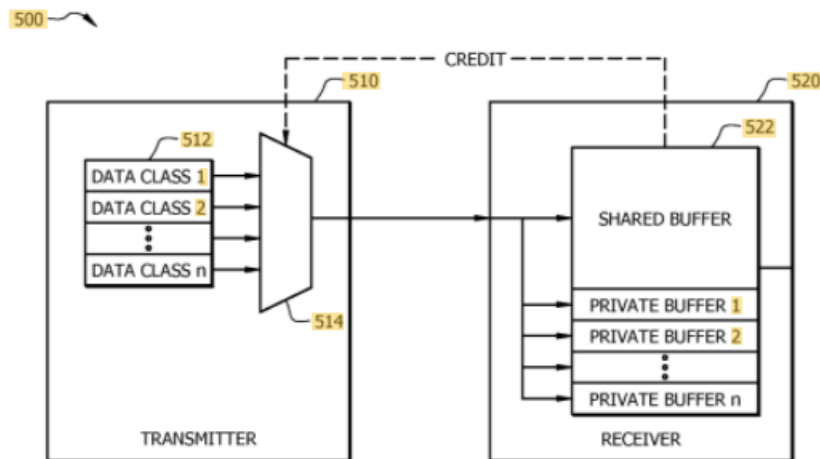 500
CREDIT
510
520
512
522
DATA CLASS 1
DATA CLASS 2
DATA CLASS n
SHARED BUFFER
514
PRIVATE BUFFER 1
PRIVATE BUFFER 2
PRIVATE BUFFER n
TRANSMITTER
RECEIVER